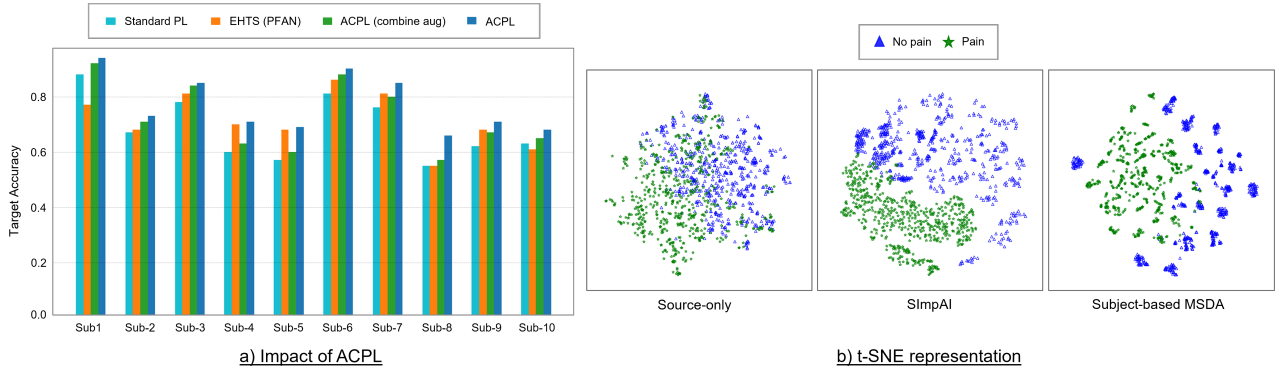 Standard PL EHTS (PFAN) ACPL (combine aug) ACPL
No pain Pain
Target Accuracy
0.8
0.6
0.4
0.2
0.0
Sub1 Sub-2 Sub-3 Sub-4 Sub-5 Sub-6 Sub-7 Sub-8 Sub-9 Sub-10
Source-only SImpAI Subject-based MSDA
a) Impact of ACPL
b) t-SNE representation